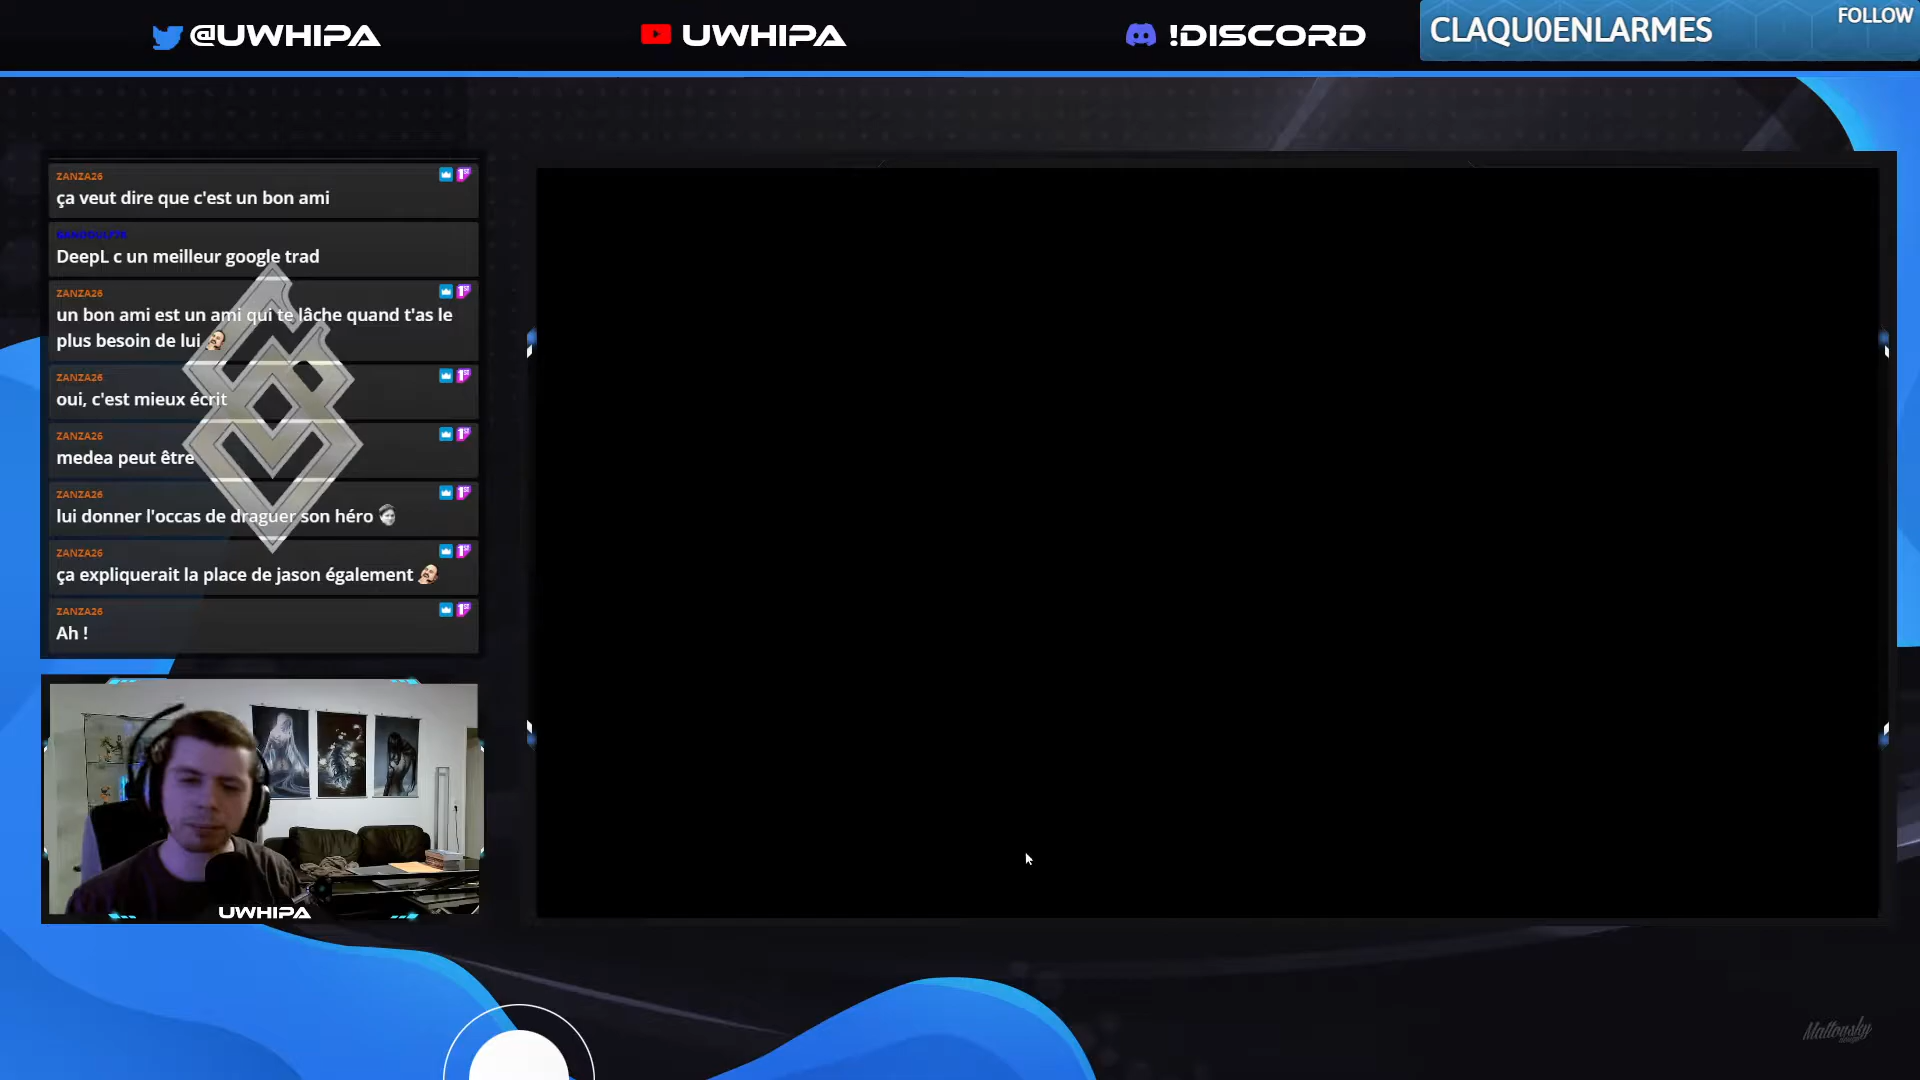 @UWHIPA
UWHIPA
!DISCORD
CLAQU0ENLARMES
FOLLOW
ZANZA26
ça veut dire que c'est un bon ami
DeepL c un meilleur google trad
ZANZA26
un bon ami est un ami qui te lâche quand t'as le
plus besoin de lui
ZANZA26
oui, c'est mieux écrit
ZANZA26
medea peut être
ZANZA26
lui donner l'occas de draguer son héro
ZANZA26
ça expliquerait la place de jason également
ZANZA26
Ah !
UWHIPA
Mattonsky